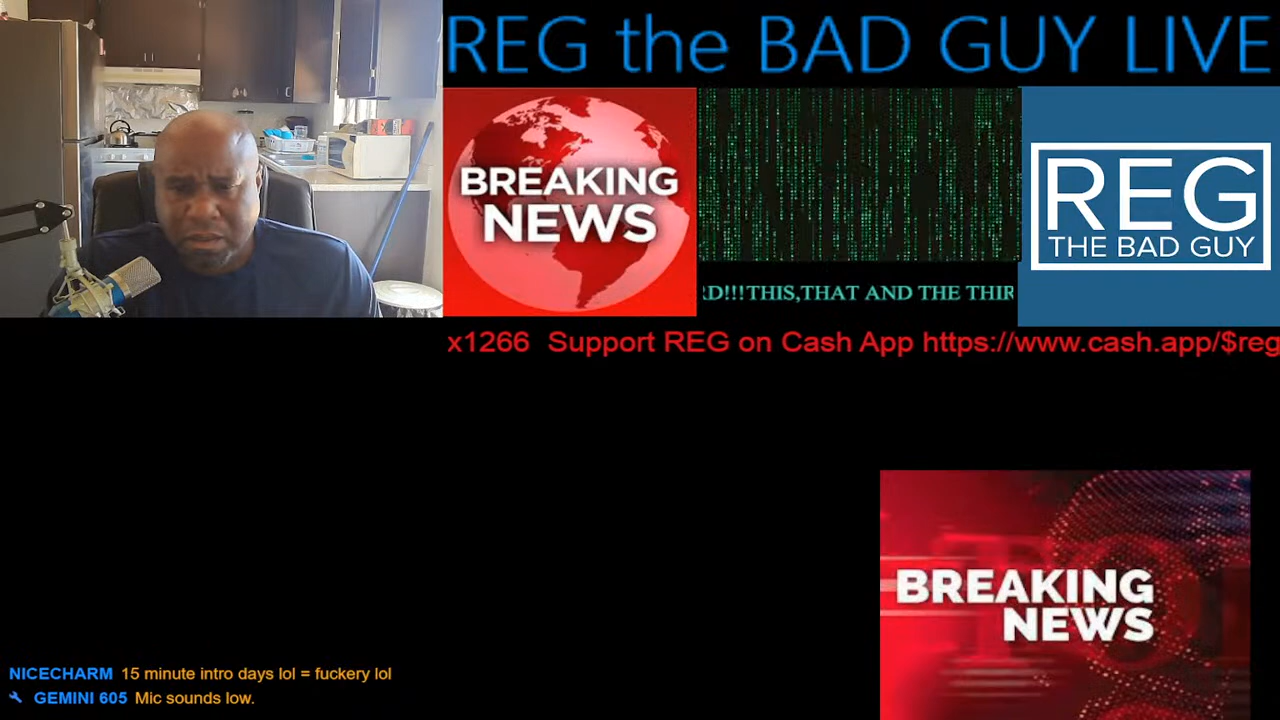 REG the BAD GUY LIVE
BREAKING
NEWS
REG
THE BAD GUY
RD!!!THIS,THAT AND THE THIR
x1266 Support REG on Cash App https://www.cash.app/$reg
BREAKING
NEWS
NICECHARM 15 minute intro days lol = fuckery lol
GEMINI 605 Mic sounds low.